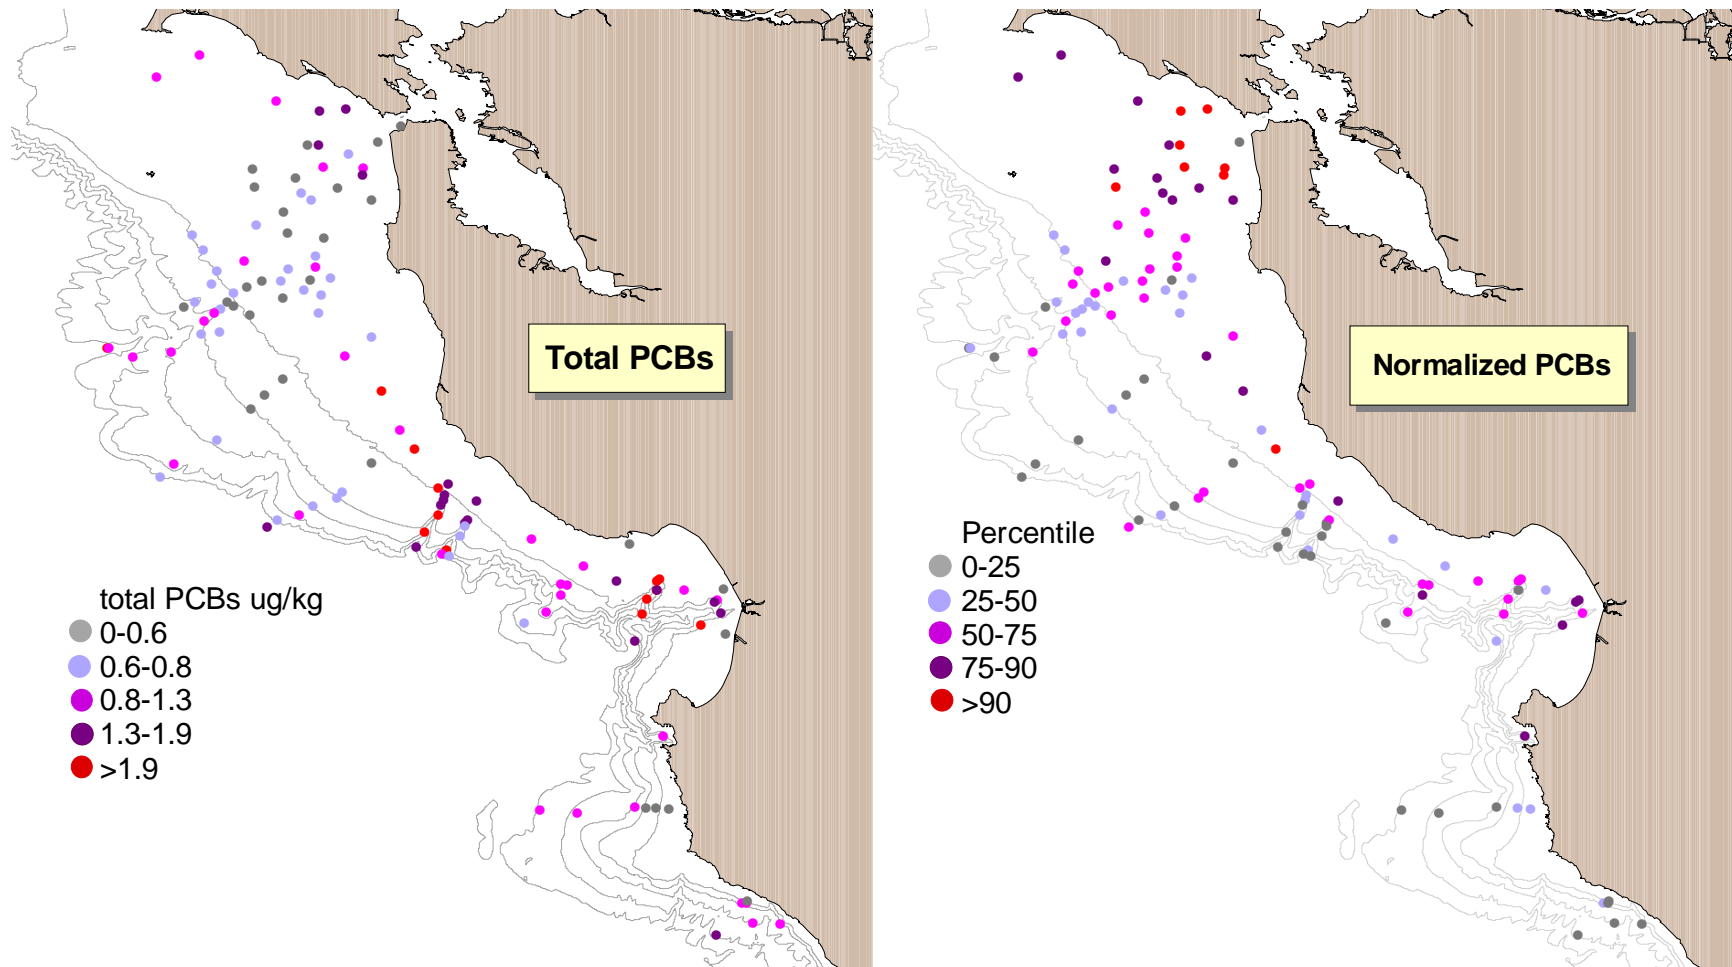 Total PCBs
total PCBs ug/kg
0-0.6
0.6-0.8
0.8-1.3
1.3-1.9
>1.9
Normalized PCBs
Percentile
0-25
25-50
50-75
75-90
>90